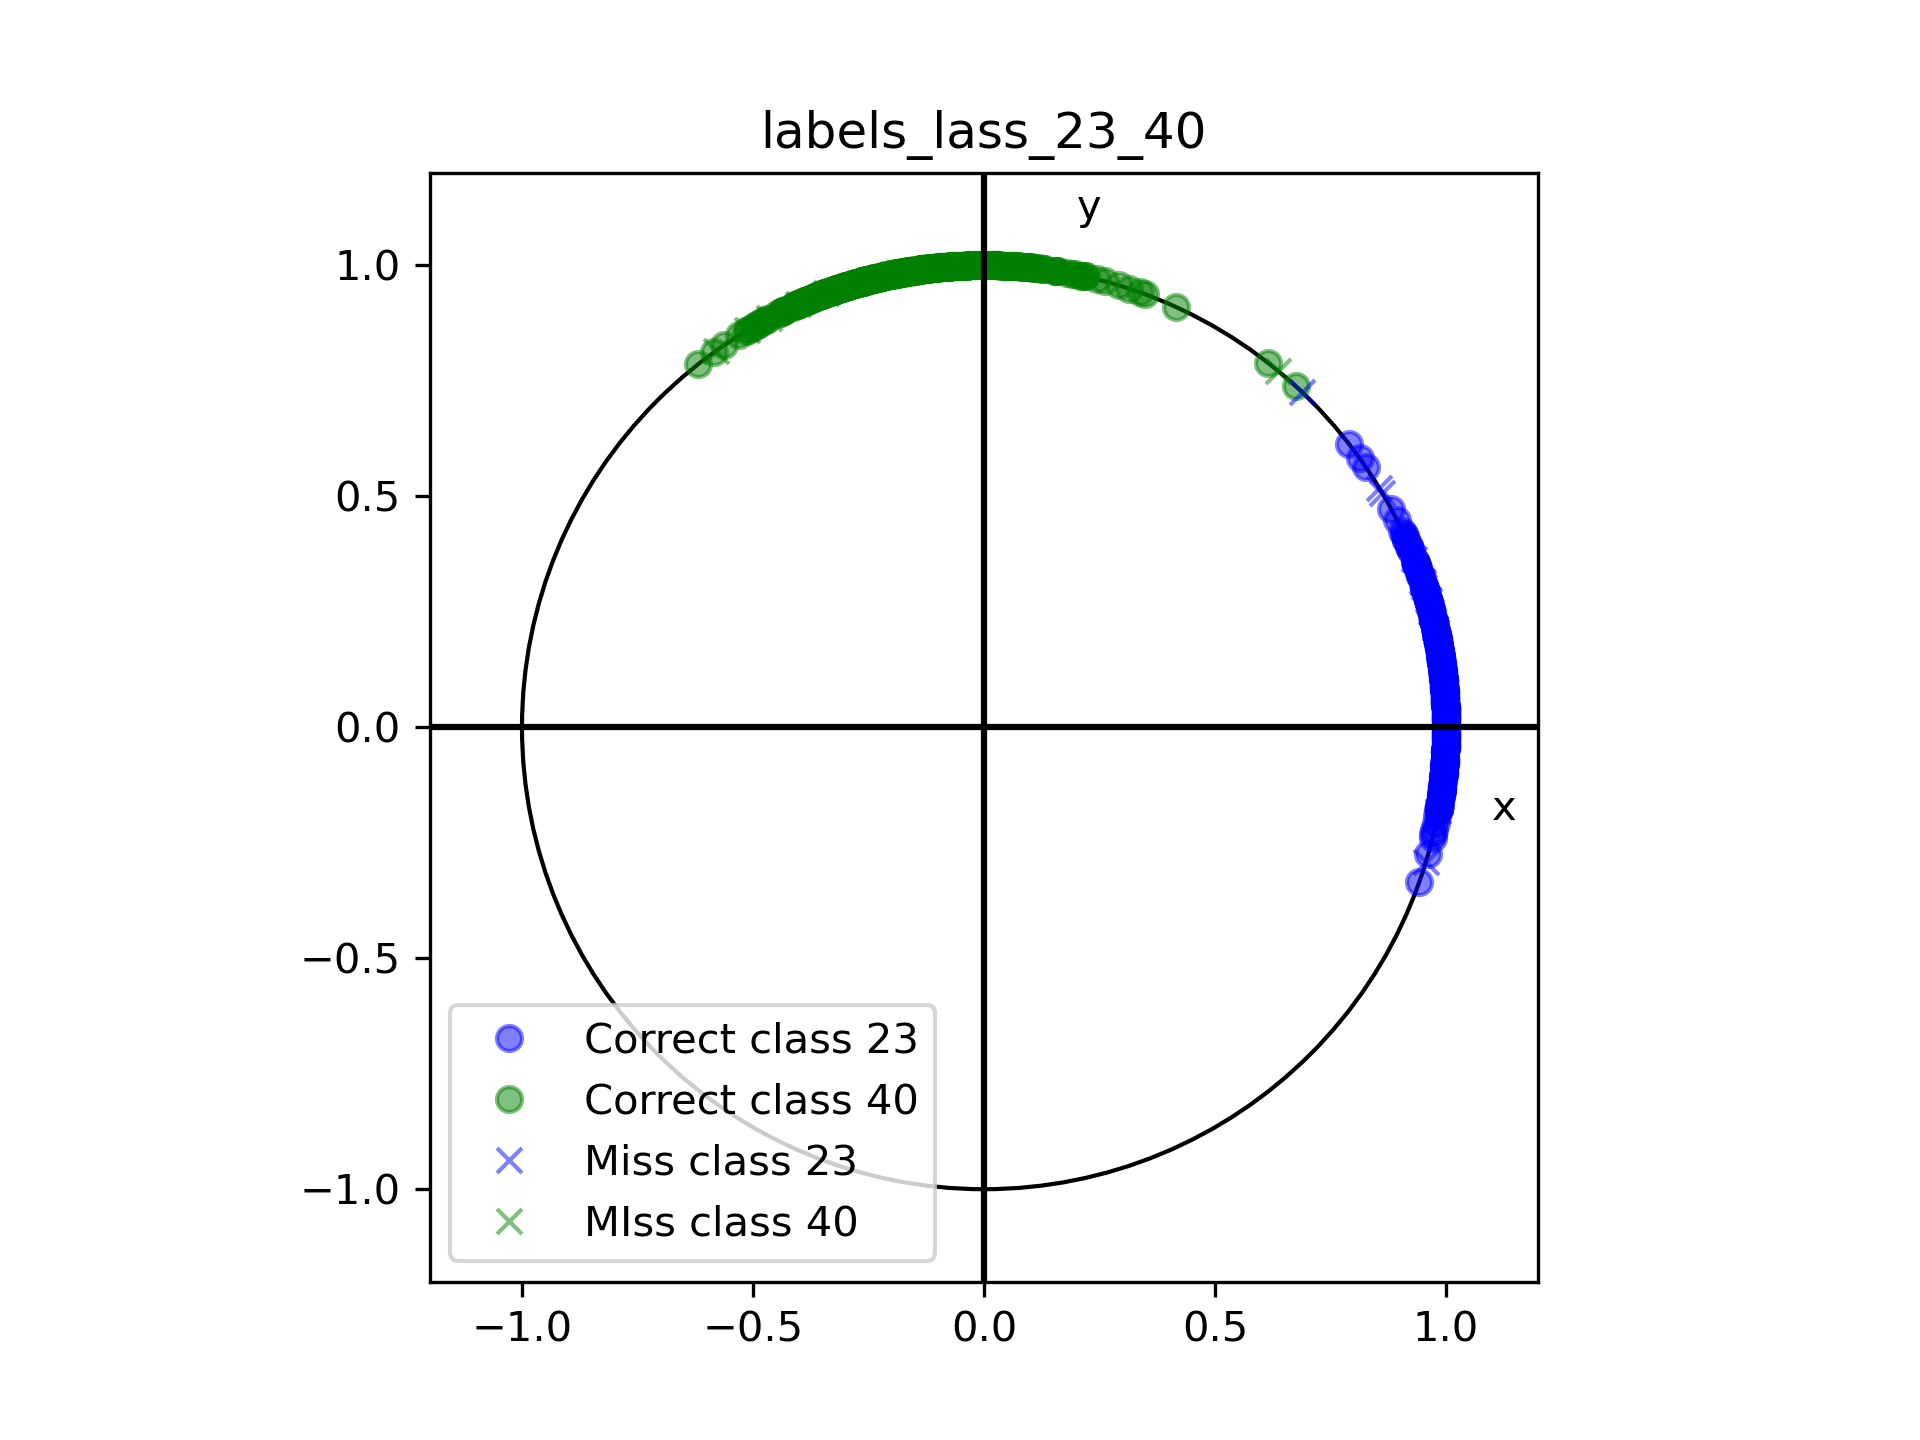 labels_lass_23_40
y
1.0
0.5
0.0
−0.5
−1.0
x
Correct class 23
Correct class 40
Miss class 23
MIss class 40
−1.0 −0.5 0.0 0.5 1.0